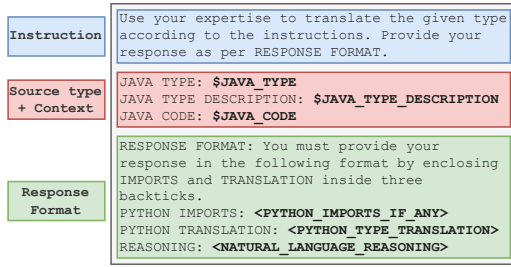 Instruction
Use your expertise to translate the given type
according to the instructions. Provide your
response as per RESPONSE FORMAT.
Source type
+ Context
JAVA TYPE: $JAVA_TYPE
JAVA TYPE DESCRIPTION: $JAVA_TYPE_DESCRIPTION
JAVA CODE: $JAVA_CODE
Response
Format
RESPONSE FORMAT: You must provide your
response in the following format by enclosing
IMPORTS and TRANSLATION inside three
backticks.
PYTHON IMPORTS: <PYTHON_IMPORTS_IF_ANY>
PYTHON TRANSLATION: <PYTHON_TYPE_TRANSLATION>
REASONING: <NATURAL_LANGUAGE_REASONING>